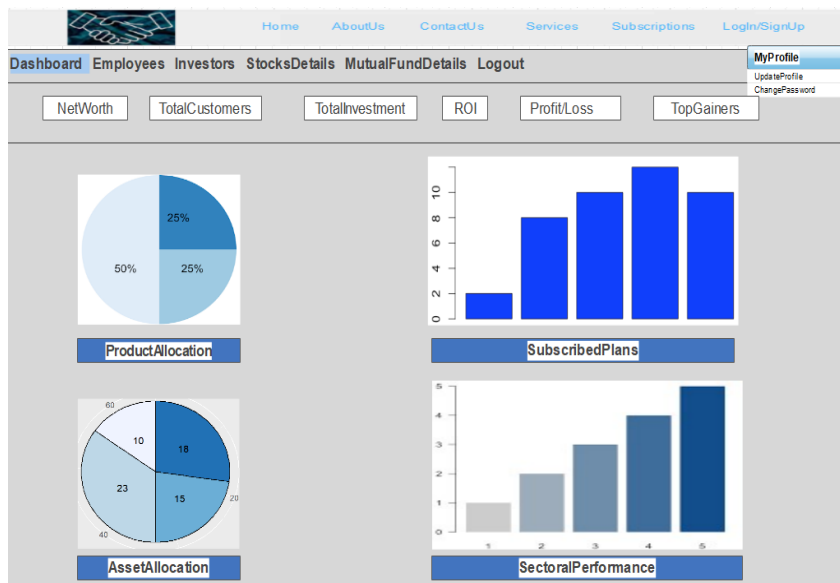 Home AboutUs ContactUs Services Subscriptions LogIn/SignUp
Dashboard Employees Investors StocksDetails MutualFundDetails Logout
MyProfile
UpdateProfile
ChangePassword
NetWorth TotalCustomers TotalInvestment ROI Profit/Loss TopGainers
25%
50% 25%
ProductAllocation
10
8
6
4
2
0
SubscribedPlans
60
10 18
23 15
20
40
AssetAllocation
5
4
3
2
1
0
1 2 3 4 5
SectoralPerformance